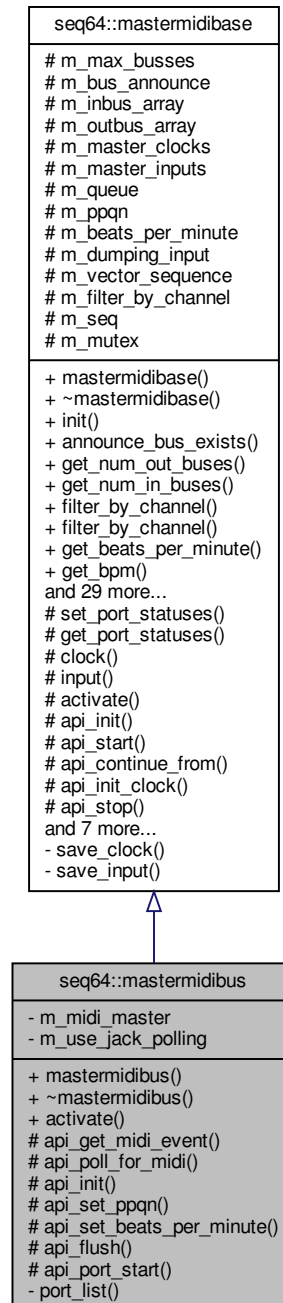 seq64::mastermidibase
# m_max_busses
# m_bus_announce
# m_inbus_array
# m_outbus_array
# m_master_clocks
# m_master_inputs
# m_queue
# m_ppqn
# m_beats_per_minute
# m_dumping_input
# m_vector_sequence
# m_filter_by_channel
# m_seq
# m_mutex
+ mastermidibase()
+ ~mastermidibase()
+ init()
+ announce_bus_exists()
+ get_num_out_buses()
+ get_num_in_buses()
+ filter_by_channel()
+ filter_by_channel()
+ get_beats_per_minute()
+ get_bpm()
and 29 more...
# set_port_statuses()
# get_port_statuses()
# clock()
# input()
# activate()
# api_init()
# api_start()
# api_continue_from()
# api_init_clock()
# api_stop()
and 7 more...
- save_clock()
- save_input()
seq64::mastermidibus
- m_midi_master
- m_use_jack_polling
+ mastermidibus()
+ ~mastermidibus()
+ activate()
# api_get_midi_event()
# api_poll_for_midi()
# api_init()
# api_set_ppqn()
# api_set_beats_per_minute()
# api_flush()
# api_port_start()
- port_list()